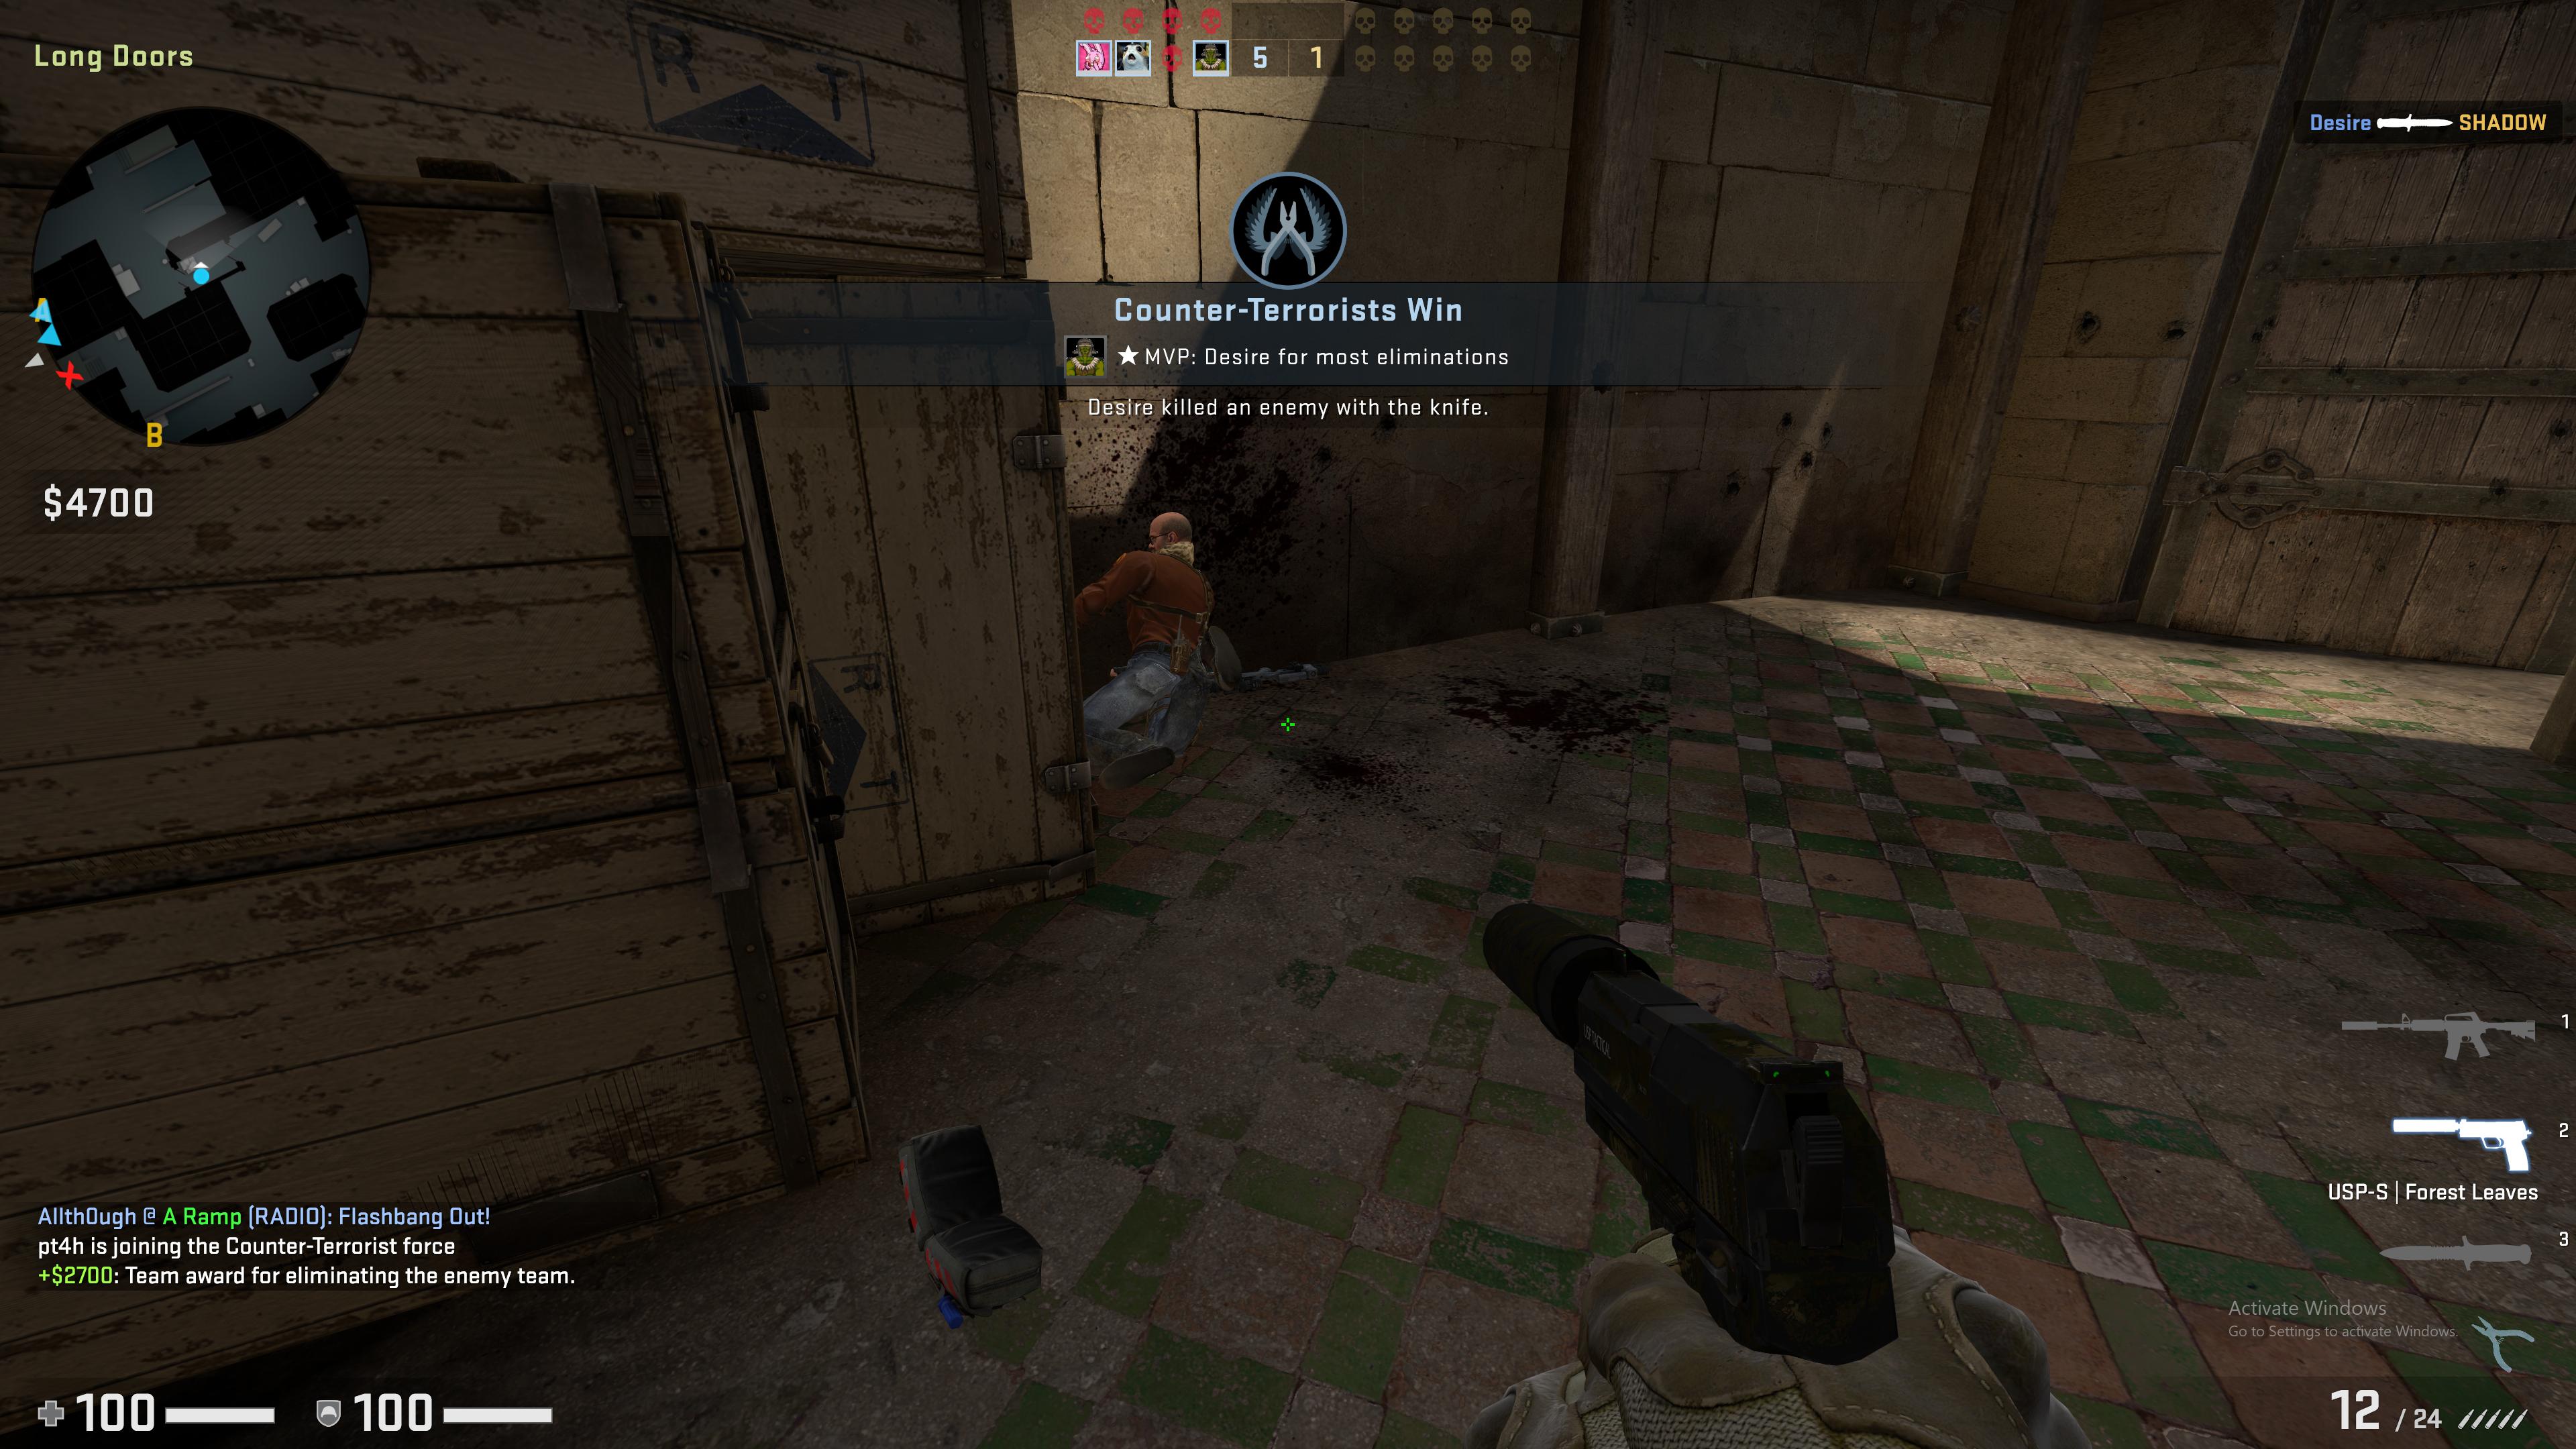 Long Doors
5 1
Desire SHADOW
R T
Counter-Terrorists Win
MVP: Desire for most eliminations
Desire killed an enemy with the knife.
A
B
$4700
R
1
2
USP-S | Forest Leaves
3
Allth0ugh @ A Ramp (RADIO): Flashbang Out!
pt4h is joining the Counter-Terrorist force
+$2700: Team award for eliminating the enemy team.
Activate Windows
Go to Settings to activate Windows.
100 100
12 / 24